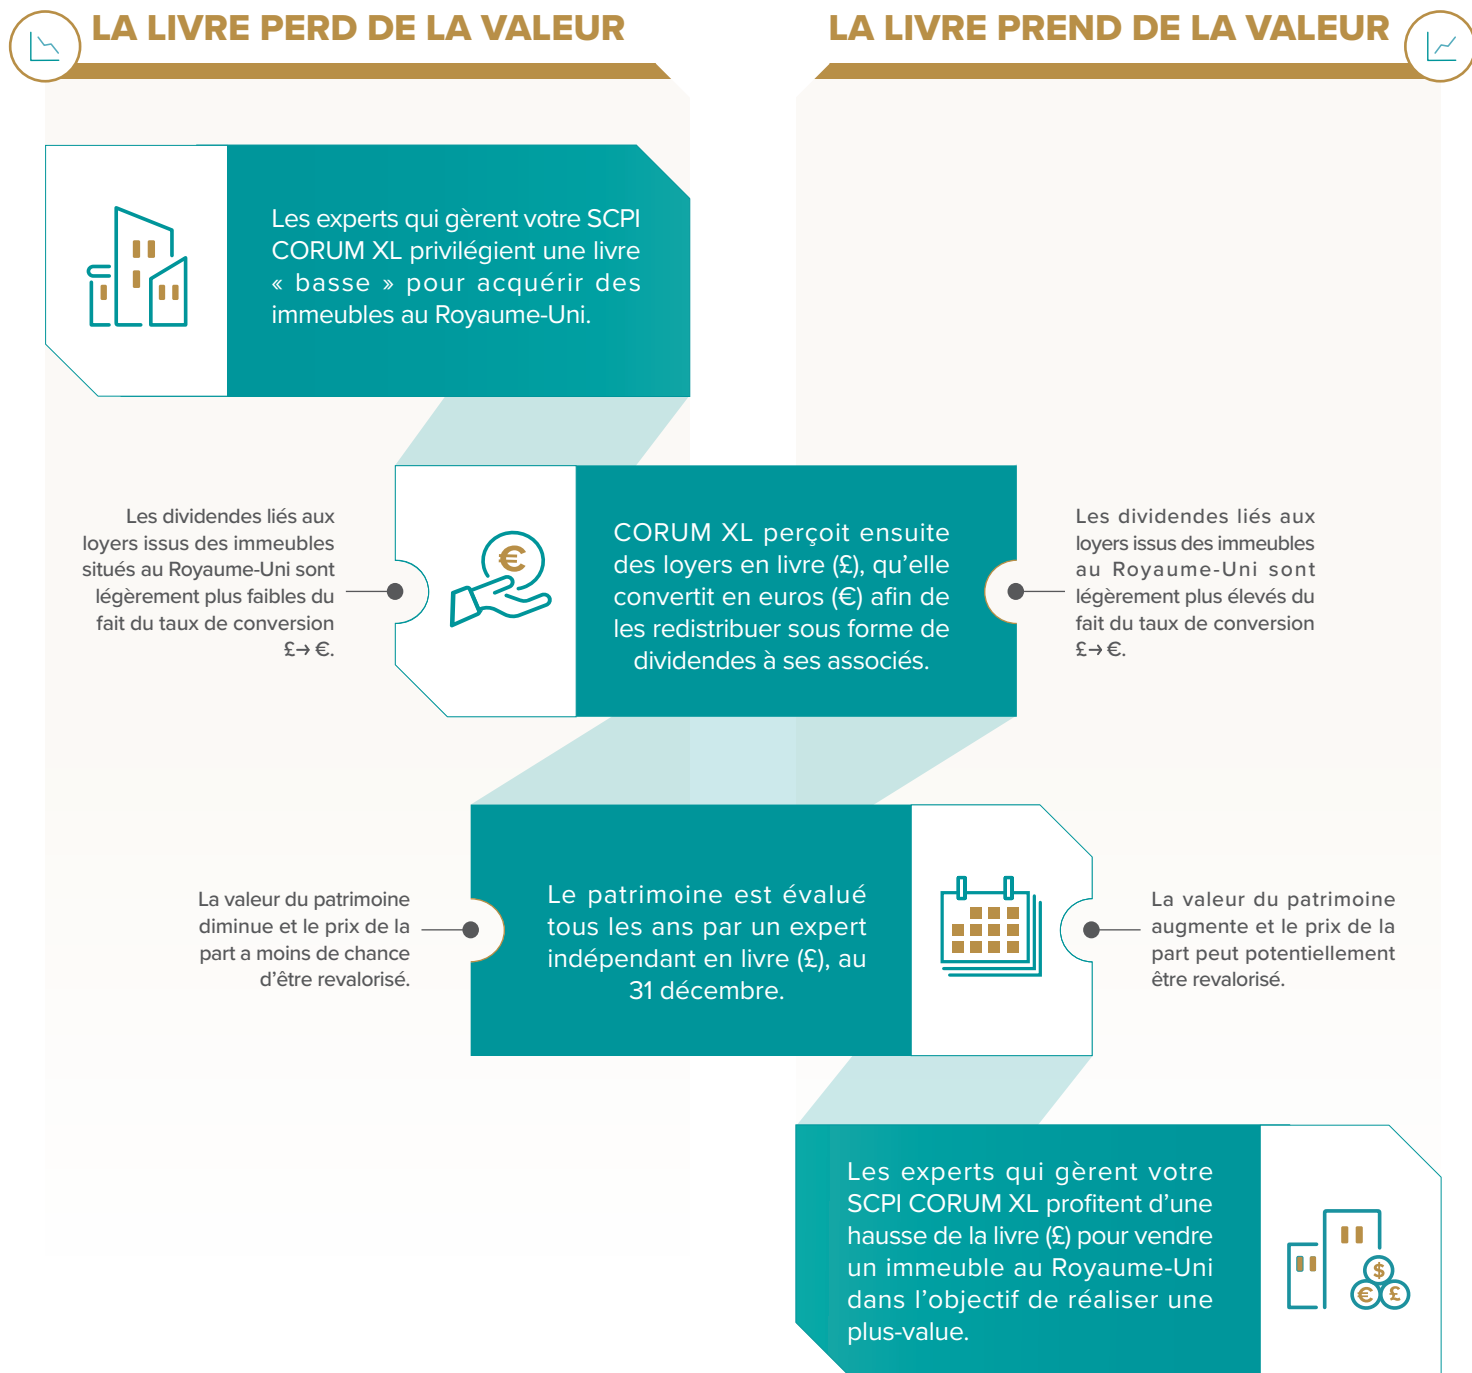 LA LIVRE PERD DE LA VALEUR
LA LIVRE PREND DE LA VALEUR
Les experts qui gèrent votre SCPI
CORUM XL privilégient une livre
« basse » pour acquérir des
immeubles au Royaume-Uni.
Les dividendes liés aux
loyers issus des immeubles
situés au Royaume-Uni sont
légèrement plus faibles du
fait du taux de conversion
£→ €.
€
CORUM XL perçoit ensuite
des loyers en livre (£), qu’elle
convertit en euros (€) afin de
les redistribuer sous forme de
dividendes à ses associés.
Les dividendes liés aux
loyers issus des immeubles
au Royaume-Uni sont
légèrement plus élevés du
fait du taux de conversion
£→ €.
La valeur du patrimoine
diminue et le prix de la
part a moins de chance
d’être revalorisé.
Le patrimoine est évalué
tous les ans par un expert
indépendant en livre (£), au
31 décembre.
La valeur du patrimoine
augmente et le prix de la
part peut potentiellement
être revalorisé.
Les experts qui gèrent votre
SCPI CORUM XL profitent d’une
hausse de la livre (£) pour vendre
un immeuble au Royaume-Uni
dans l’objectif de réaliser une
plus-value.
$
€ £